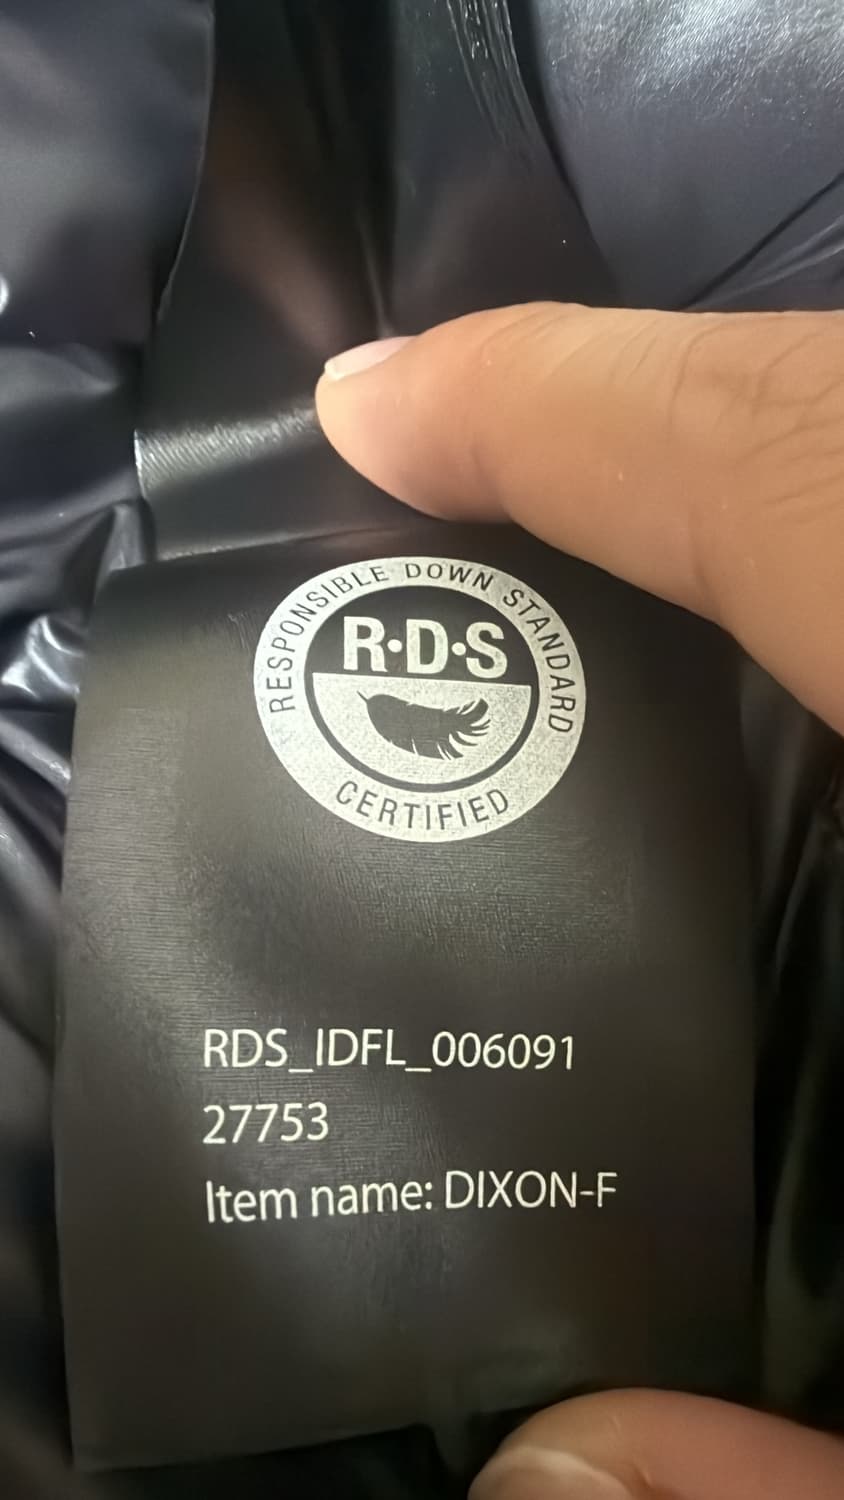 RESPONSIBLE DOWN STANDARD
R·D·S
CERTIFIED
RDS_IDFL_006091
27753
Item name: DIXON-F